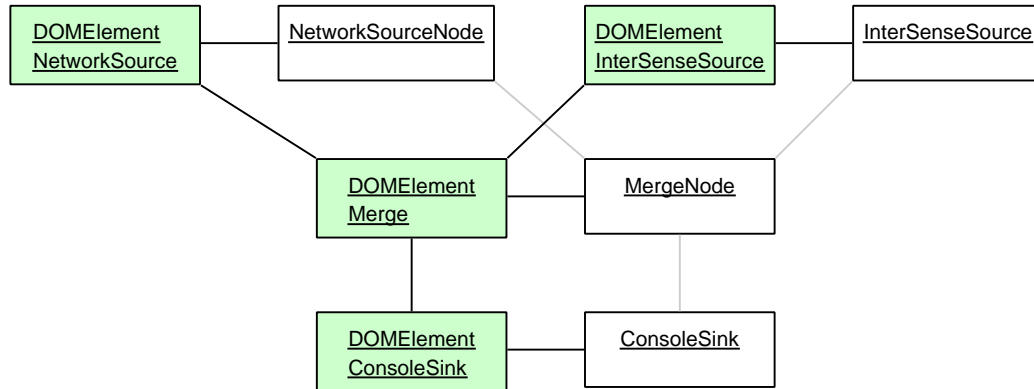 DOMElement
NetworkSource
NetworkSourceNode
DOMElement
InterSenseSource
InterSenseSource
DOMElement
Merge
MergeNode
DOMElement
ConsoleSink
ConsoleSink